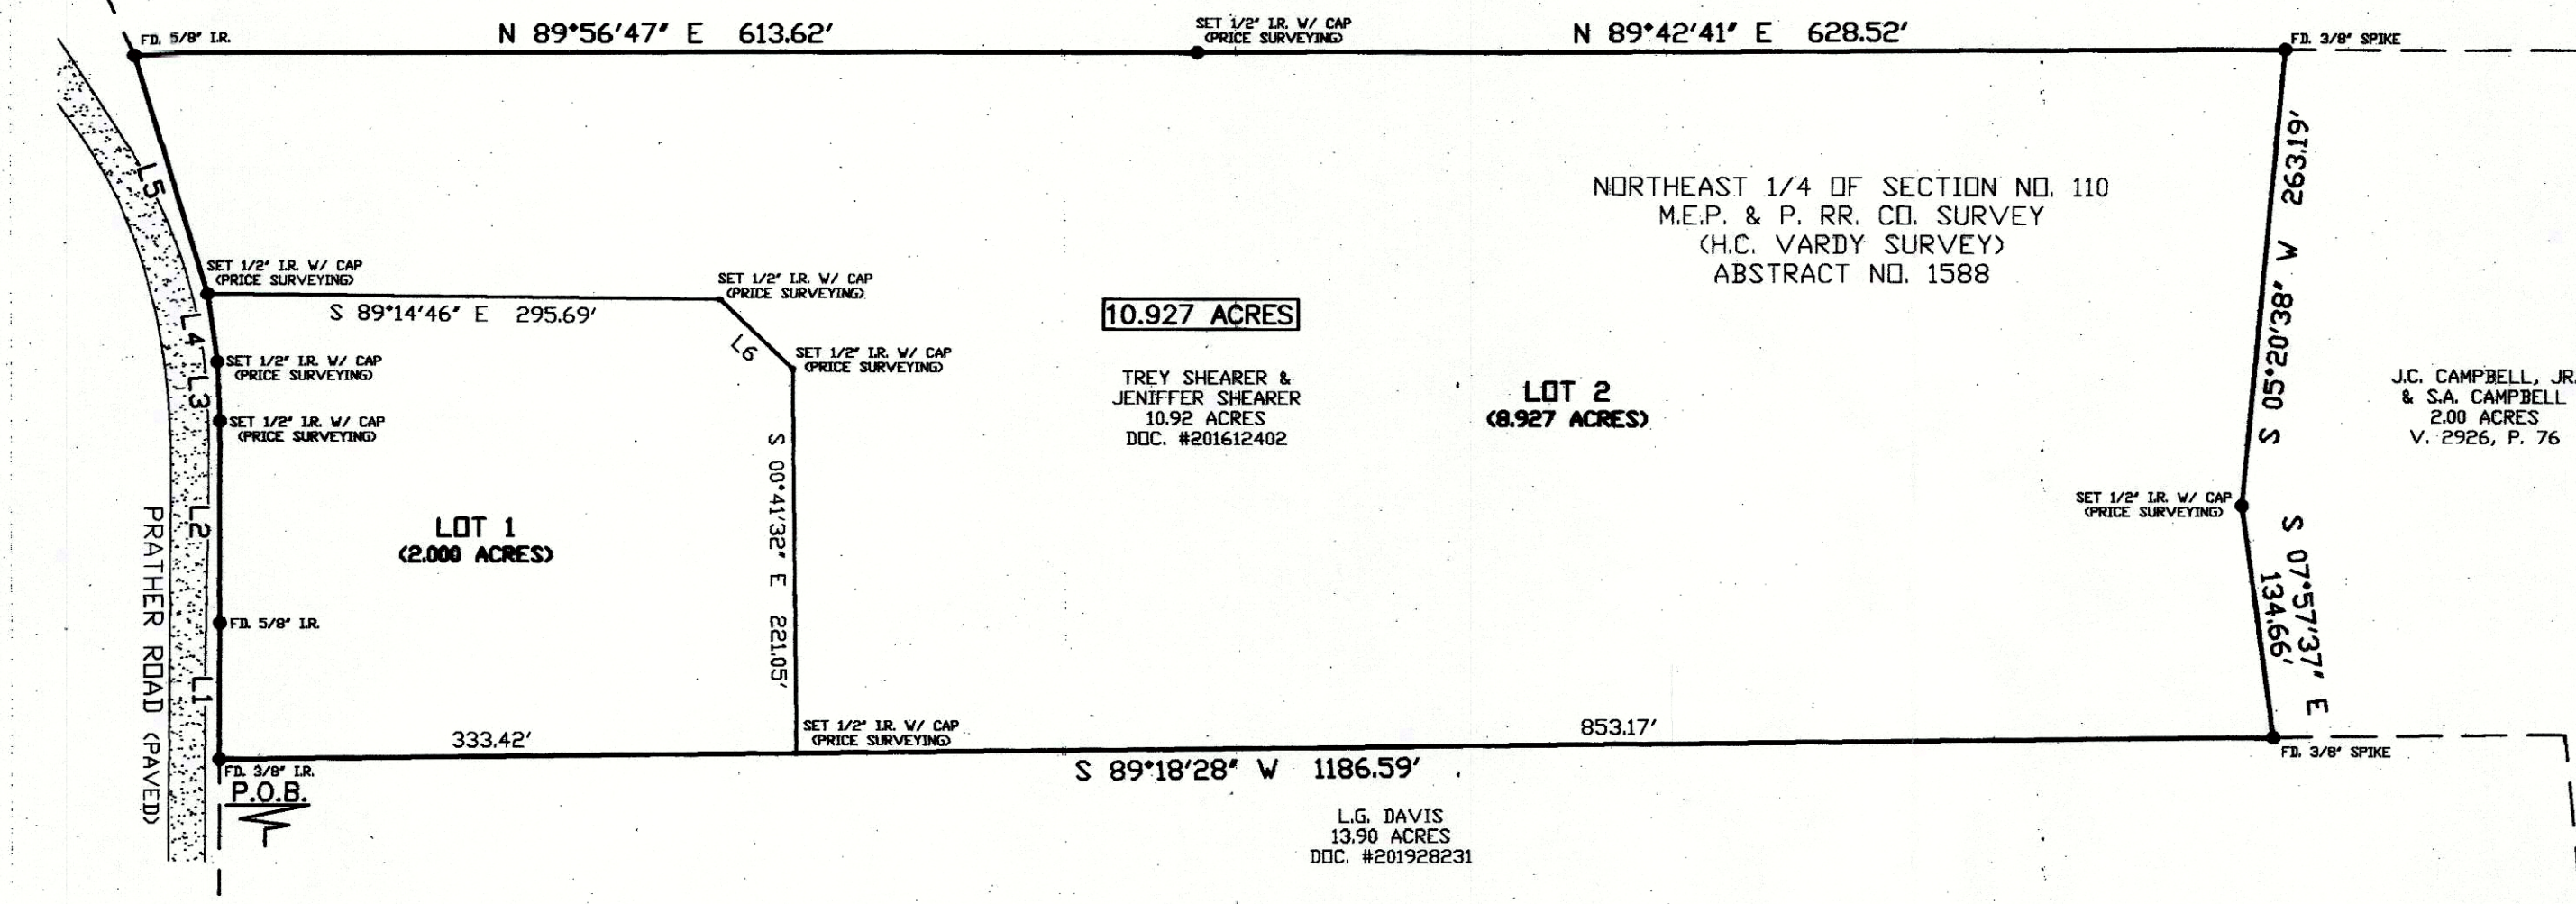 N 89°56'47" E 613.62'
SET 1/2" I.R. W/ CAP
(PRICE SURVEYING)
N 89°42'41" E 628.52'
FD. 5/8" I.R.
FD. 3/8" SPIKE
L5
263.19'
S 05°20'38" W
NORTHEAST 1/4 OF SECTION NO. 110
M.E.P. & P. RR. CO. SURVEY
(H.C. VARDY SURVEY)
ABSTRACT NO. 1588
SET 1/2" I.R. W/ CAP
(PRICE SURVEYING)
S 89°14'46" E 295.69'
SET 1/2" I.R. W/ CAP
(PRICE SURVEYING)
10.927 ACRES
L4
L6
SET 1/2" I.R. W/ CAP
(PRICE SURVEYING)
SET 1/2" I.R. W/ CAP
(PRICE SURVEYING)
L3
SET 1/2" I.R. W/ CAP
(PRICE SURVEYING)
TREY SHEARER &
JENIFFER SHEARER
10.92 ACRES
DOC. #201612402
LOT 2
(8.927 ACRES)
J.C. CAMPBELL, JR.
& S.A. CAMPBELL
2.00 ACRES
V. 2926, P. 76
S 00°41'32" E 221.05'
L2
LOT 1
(2.000 ACRES)
SET 1/2" I.R. W/ CAP
(PRICE SURVEYING)
S 07°57'37" E
134.66'
PRATHER ROAD (PAVED)
FD. 5/8" I.R.
L1
333.42'
SET 1/2" I.R. W/ CAP
(PRICE SURVEYING)
853.17'
FD. 3/8" SPIKE
FD. 3/8" I.R.
P.O.B.
S 89°18'28" W 1186.59'
L.G. DAVIS
13.90 ACRES
DOC. #201928231